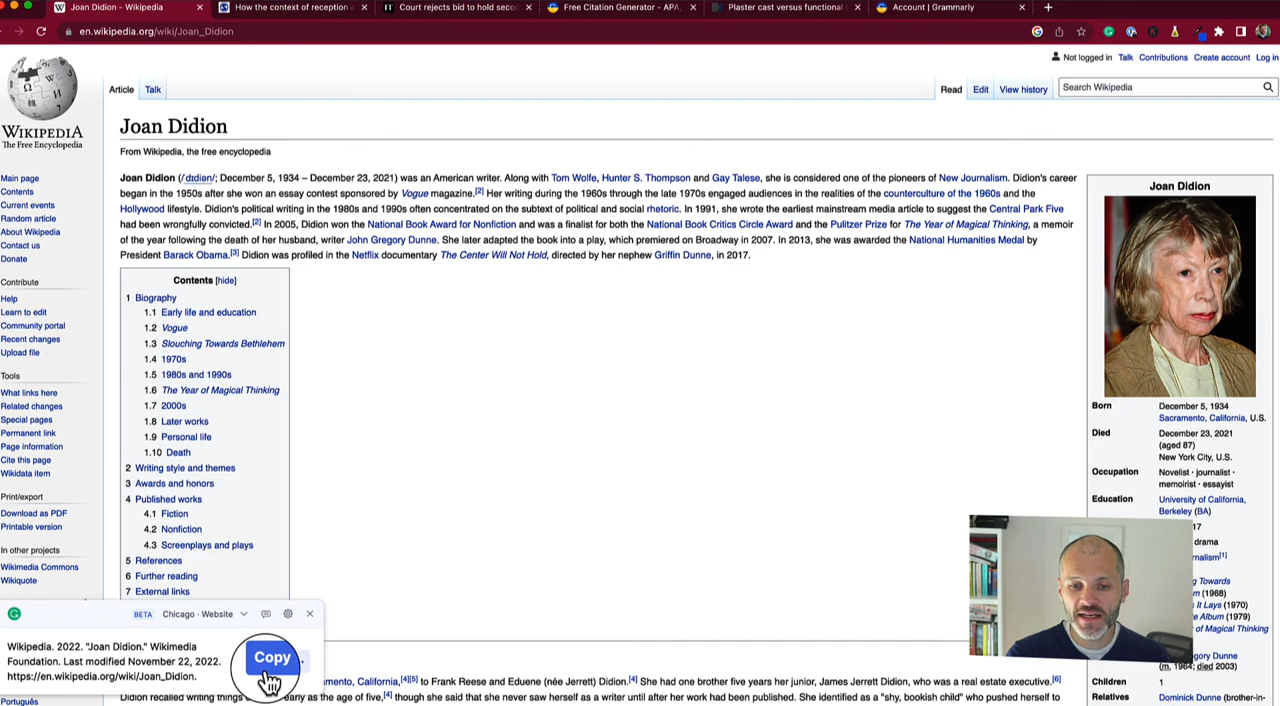 Joan Didion - Wikipedia
How the context of reception a
Court rejects bid to hold seco
Free Citation Generator - APA,
Plaster cast versus functional
Account | Grammarly
en.wikipedia.org/wiki/Joan_Didion
Not logged in Talk Contributions Create account Log in
Article Talk
Read Edit View history
Search Wikipedia
WIKIPEDIA
The Free Encyclopedia
Joan Didion
From Wikipedia, the free encyclopedia
Main page
Contents
Current events
Random article
About Wikipedia
Contact us
Donate
Contribute
Help
Learn to edit
Community portal
Recent changes
Upload file
Tools
What links here
Related changes
Special pages
Permanent link
Page information
Cite this page
Wikidata item
Print/export
Download as PDF
Printable version
In other projects
Wikimedia Commons
Wikiquote
Joan Didion (/ˈdɪdiən/; December 5, 1934 – December 23, 2021) was an American writer. Along with Tom Wolfe, Hunter S. Thompson and Gay Talese, she is considered one of the pioneers of New Journalism. Didion's career
began in the 1950s after she won an essay contest sponsored by Vogue magazine.[2] Her writing during the 1960s through the late 1970s engaged audiences in the realities of the counterculture of the 1960s and the
Hollywood lifestyle. Didion's political writing in the 1980s and 1990s often concentrated on the subtext of political and social rhetoric. In 1991, she wrote the earliest mainstream media article to suggest the Central Park Five
had been wrongfully convicted.[2] In 2005, Didion won the National Book Award for Nonfiction and was a finalist for both the National Book Critics Circle Award and the Pulitzer Prize for The Year of Magical Thinking, a memoir
of the year following the death of her husband, writer John Gregory Dunne. She later adapted the book into a play, which premiered on Broadway in 2007. In 2013, she was awarded the National Humanities Medal by
President Barack Obama.[3] Didion was profiled in the Netflix documentary The Center Will Not Hold, directed by her nephew Griffin Dunne, in 2017.
Contents [hide]
1 Biography
1.1 Early life and education
1.2 Vogue
1.3 Slouching Towards Bethlehem
1.4 1970s
1.5 1980s and 1990s
1.6 The Year of Magical Thinking
1.7 2000s
1.8 Later works
1.9 Personal life
1.10 Death
2 Writing style and themes
3 Awards and honors
4 Published works
4.1 Fiction
4.2 Nonfiction
4.3 Screenplays and plays
5 References
6 Further reading
7 External links
Joan Didion
Born December 5, 1934
Sacramento, California, U.S.
Died December 23, 2021
(aged 87)
New York City, U.S.
Occupation Novelist · journalist ·
memoirist · essayist
Education University of California,
Berkeley (BA)
17
drama
nalism[1]
g Towards
m (1968)
s It Lays (1970)
e Album (1979)
of Magical Thinking
gory Dunne
(m. 1964; died 2003)
Children 1
Relatives Dominick Dunne (brother-in-
BETA Chicago · Website
Wikipedia. 2022. "Joan Didion." Wikimedia
Foundation. Last modified November 22, 2022.
https://en.wikipedia.org/wiki/Joan_Didion.
Copy
mento, California,[4][5] to Frank Reese and Eduene (née Jerrett) Didion.[4] She had one brother five years her junior, James Jerrett Didion, who was a real estate executive.[6]
Didion recalled writing things early as the age of five,[4] though she said that she never saw herself as a writer until after her work had been published. She identified as a "shy, bookish child" who pushed herself to
Português